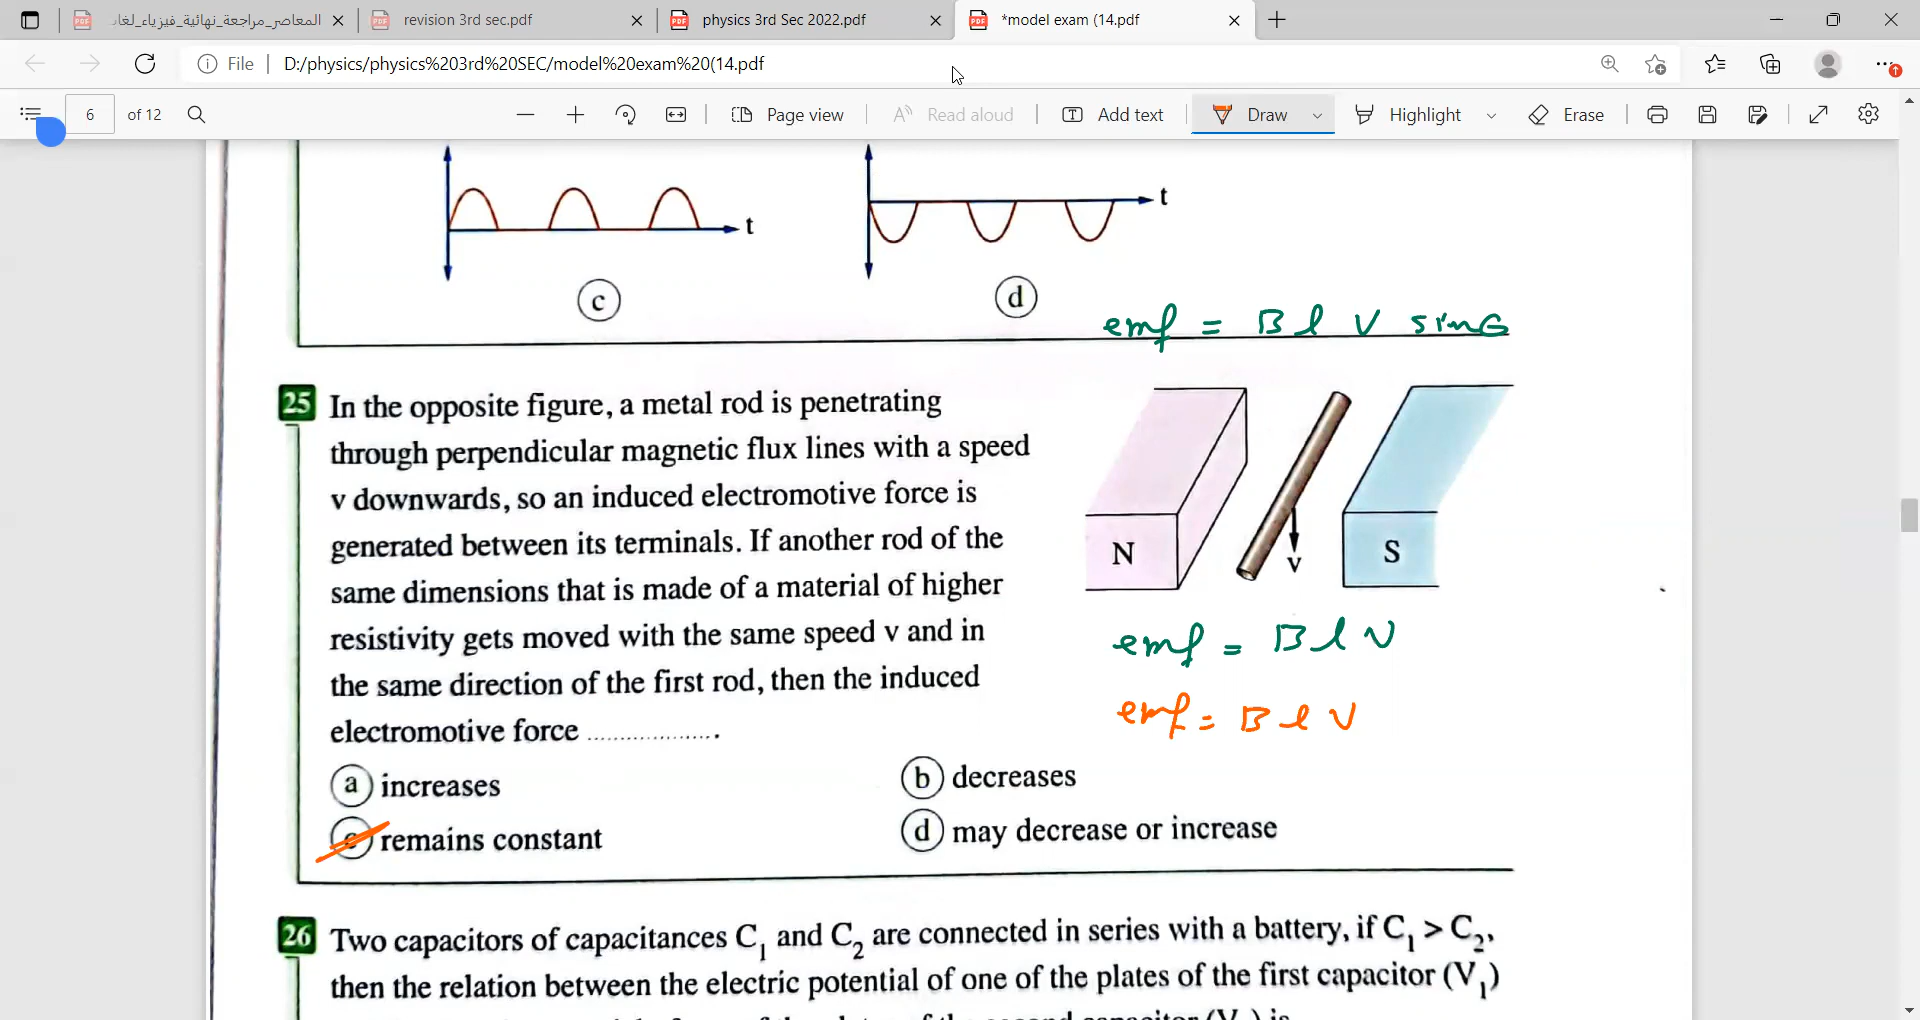 المعاصر_مراجعة_نهائية_فيزياء_لغات
revision 3rd sec.pdf
physics 3rd Sec 2022.pdf
*model exam (14.pdf
File
D:/physics/physics%203rd%20SEC/model%20exam%20(14.pdf
6 of 12
Page view
Read aloud
Add text
Draw
Highlight
Erase
t
t
c
d
emf = B l V sinθ
25 In the opposite figure, a metal rod is penetrating
through perpendicular magnetic flux lines with a speed
v downwards, so an induced electromotive force is
generated between its terminals. If another rod of the
same dimensions that is made of a material of higher
resistivity gets moved with the same speed v and in
the same direction of the first rod, then the induced
electromotive force .................... .
N
v
S
emf = B l V
emf = B l V
a increases
b decreases
c remains constant
d may decrease or increase
26 Two capacitors of capacitances C₁ and C₂ are connected in series with a battery, if C₁ > C₂,
then the relation between the electric potential of one of the plates of the first capacitor (V₁)